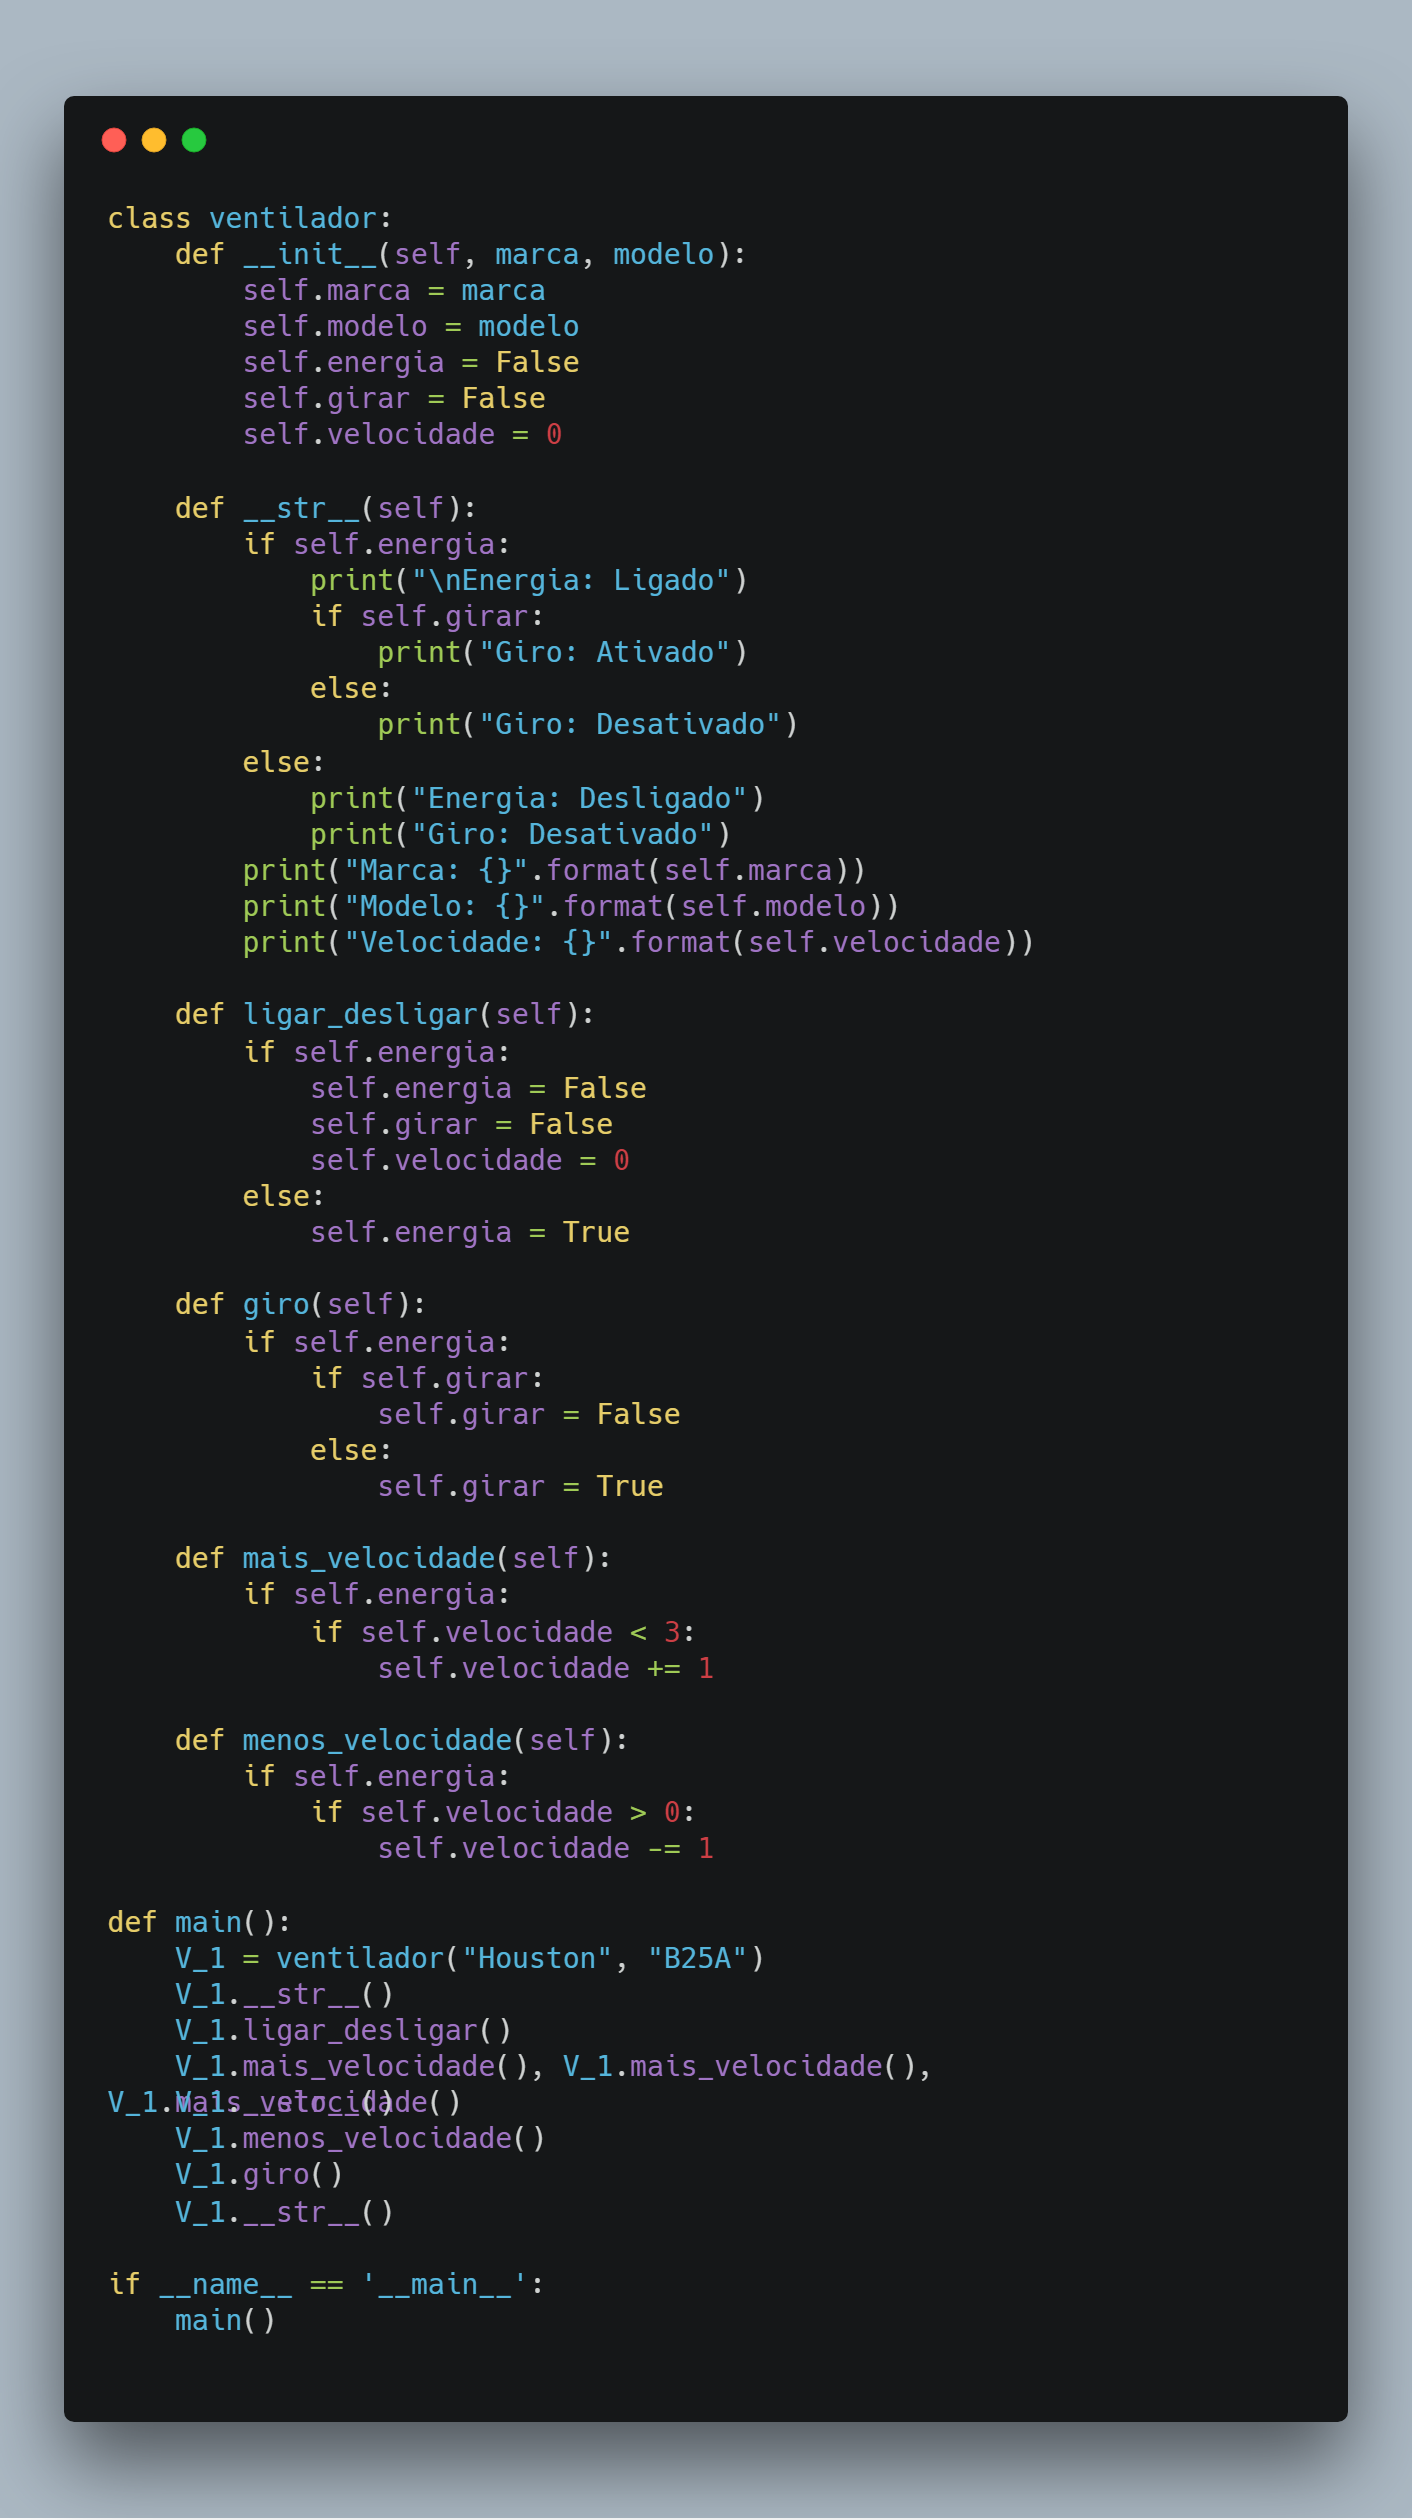 class ventilador:
    def __init__(self, marca, modelo):
        self.marca = marca
        self.modelo = modelo
        self.energia = False
        self.girar = False
        self.velocidade = 0

    def __str__(self):
        if self.energia:
            print("\nEnergia: Ligado")
            if self.girar:
                print("Giro: Ativado")
            else:
                print("Giro: Desativado")
        else:
            print("Energia: Desligado")
            print("Giro: Desativado")
        print("Marca: {}".format(self.marca))
        print("Modelo: {}".format(self.modelo))
        print("Velocidade: {}".format(self.velocidade))

    def ligar_desligar(self):
        if self.energia:
            self.energia = False
            self.girar = False
            self.velocidade = 0
        else:
            self.energia = True

    def giro(self):
        if self.energia:
            if self.girar:
                self.girar = False
            else:
                self.girar = True

    def mais_velocidade(self):
        if self.energia:
            if self.velocidade < 3:
                self.velocidade += 1

    def menos_velocidade(self):
        if self.energia:
            if self.velocidade > 0:
                self.velocidade -= 1

def main():
    V_1 = ventilador("Houston", "B25A")
    V_1.__str__()
    V_1.ligar_desligar()
    V_1.mais_velocidade(), V_1.mais_velocidade(),
V_1.mais_velocidade()
    V_1.__str__()
    V_1.menos_velocidade()
    V_1.giro()
    V_1.__str__()

if __name__ == '__main__':
    main()